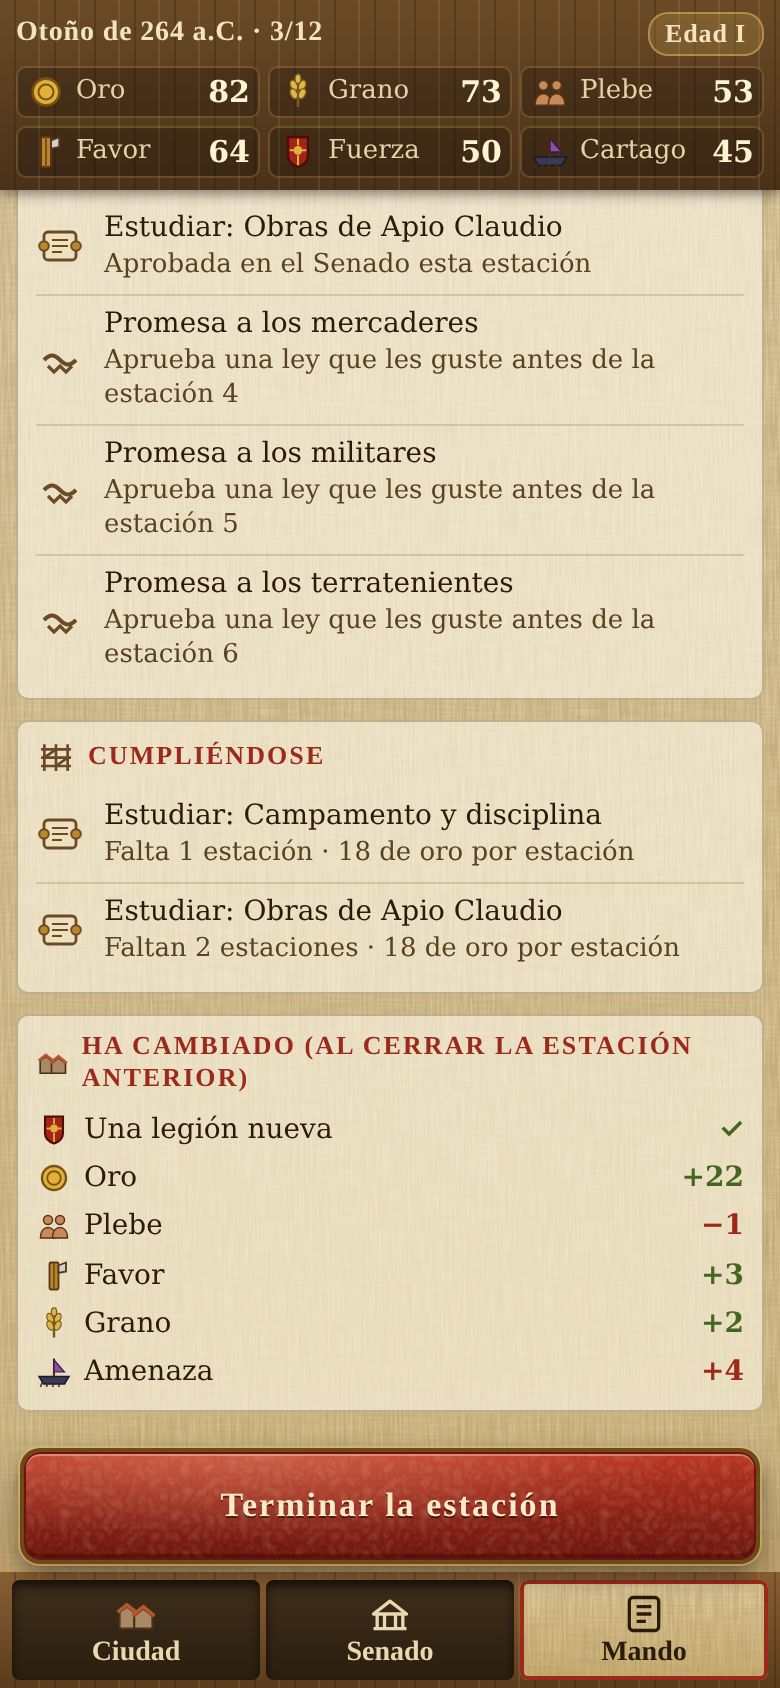 Otoño de 264 a.C. · 3/12
Edad I
Oro 82
Grano 73
Plebe 53
Favor 64
Fuerza 50
Cartago 45
Estudiar: Obras de Apio Claudio
Aprobada en el Senado esta estación
Promesa a los mercaderes
Aprueba una ley que les guste antes de la
estación 4
Promesa a los militares
Aprueba una ley que les guste antes de la
estación 5
Promesa a los terratenientes
Aprueba una ley que les guste antes de la
estación 6
CUMPLIÉNDOSE
Estudiar: Campamento y disciplina
Falta 1 estación · 18 de oro por estación
Estudiar: Obras de Apio Claudio
Faltan 2 estaciones · 18 de oro por estación
HA CAMBIADO (AL CERRAR LA ESTACIÓN
ANTERIOR)
Una legión nueva ✓
Oro +22
Plebe −1
Favor +3
Grano +2
Amenaza +4
Terminar la estación
Ciudad
Senado
Mando